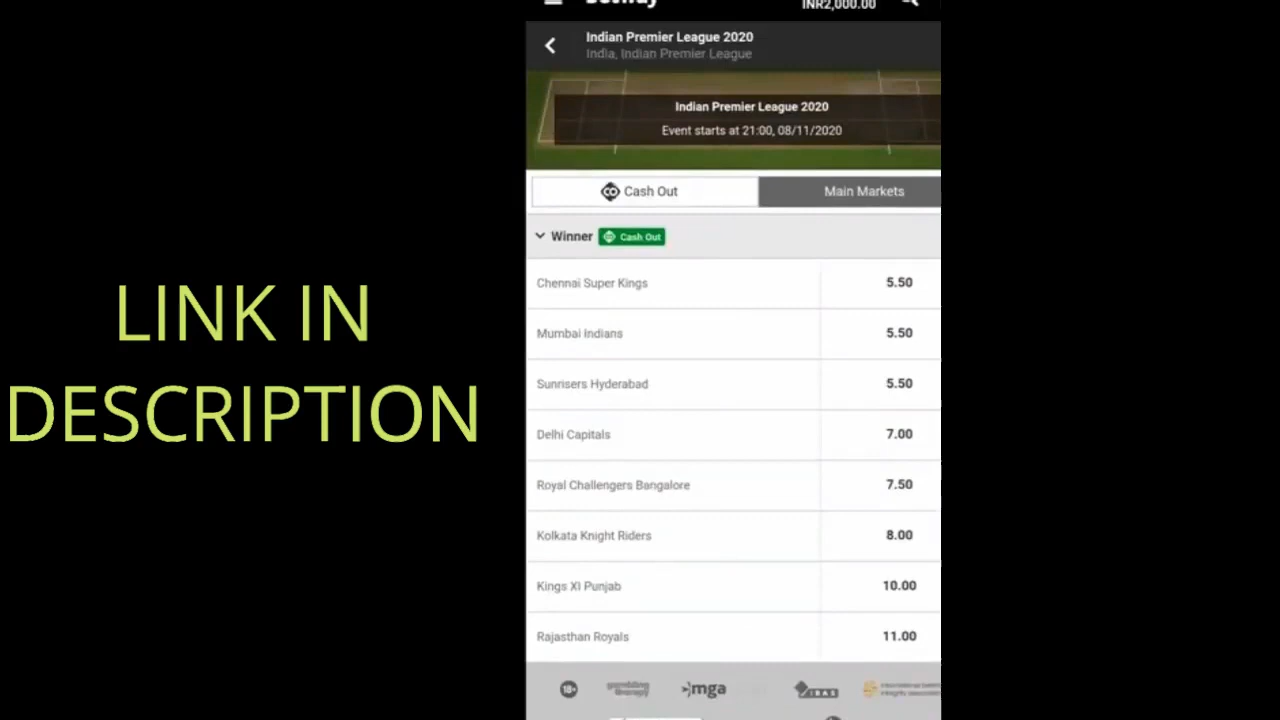 INR2,000.00
Indian Premier League 2020
India, Indian Premier League
Indian Premier League 2020
Event starts at 21:00, 08/11/2020
Cash Out
Main Markets
Winner Cash Out
Chennai Super Kings 5.50
Mumbai Indians 5.50
Sunrisers Hyderabad 5.50
Delhi Capitals 7.00
Royal Challengers Bangalore 7.50
Kolkata Knight Riders 8.00
Kings XI Punjab 10.00
Rajasthan Royals 11.00
18+
gambling therapy
mga
IBAS
LINK IN
DESCRIPTION